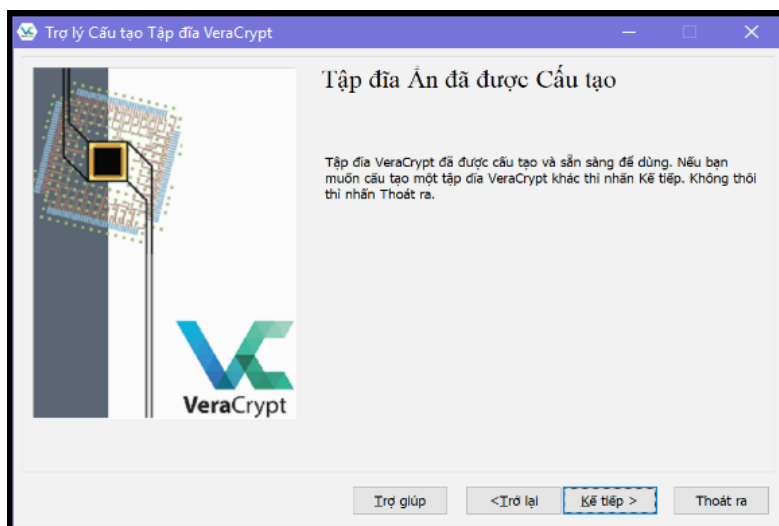 Trợ lý Cấu tạo Tập đĩa VeraCrypt
Tập đĩa Ẩn đã được Cấu tạo
Tập đĩa VeraCrypt đã được cấu tạo và sẵn sàng để dùng. Nếu bạn
muốn cấu tạo một tập đĩa VeraCrypt khác thì nhấn Kế tiếp. Không thôi
thì nhấn Thoát ra.
VeraCrypt
Trợ giúp
<Trở lại
Kế tiếp >
Thoát ra